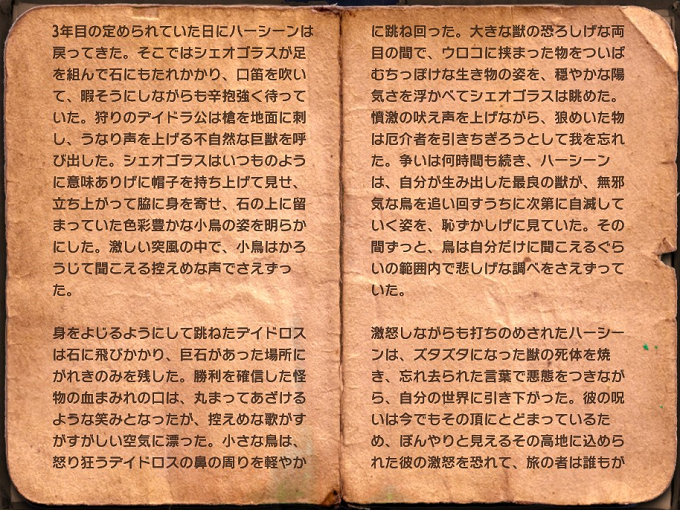 3年目の定められていた日にハーシーンは
戻ってきた。そこではシェオゴラスが足
を組んで石にもたれかかり、口笛を吹い
て、暇そうにしながらも辛抱強く待って
いた。狩りのデイドラ公は槍を地面に刺
し、うなり声を上げる不自然な巨獣を呼
び出した。シェオゴラスはいつものよう
に意味ありげに帽子を持ち上げて見せ、
立ち上がって脇に身を寄せ、石の上に留
まっていた色彩豊かな小鳥の姿を明らか
にした。激しい突風の中で、小鳥はかろ
うじて聞こえる控えめな声でさえずっ
た。
身をよじるようにして跳ねたデイドロス
は石に飛びかかり、巨石があった場所に
がれきのみを残した。勝利を確信した怪
物の血まみれの口は、丸まってあざける
ような笑みとなったが、控えめな歌がす
がすがしい空気に漂った。小さな鳥は、
怒り狂うデイドロスの鼻の周りを軽やか
に跳ね回った。大きな獣の恐ろしげな両
目の間で、ウロコに挟まった物をついば
むちっぽけな生き物の姿を、穏やかな陽
気さを浮かべてシェオゴラスは眺めた。
憤激の吠え声を上げながら、狼めいた物
は厄介者を引きちぎろうとして我を忘れ
た。争いは何時間も続き、ハーシーン
は、自分が生み出した最良の獣が、無邪
気な鳥を追い回すうちに次第に自滅して
いく姿を、恥ずかしげに見ていた。その
間ずっと、鳥は自分だけに聞こえるぐら
いの範囲内で悲しげな調べをさえずって
いた。
激怒しながらも打ちのめされたハーシー
ンは、ズタズタになった獣の死体を焼
き、忘れ去られた言葉で悪態をつきなが
ら、自分の世界に引き下がった。彼の呪
いは今でもその頂にとどまっているた
め、ぼんやりと見えるその高地に込めら
れた彼の激怒を恐れて、旅の者は誰もが